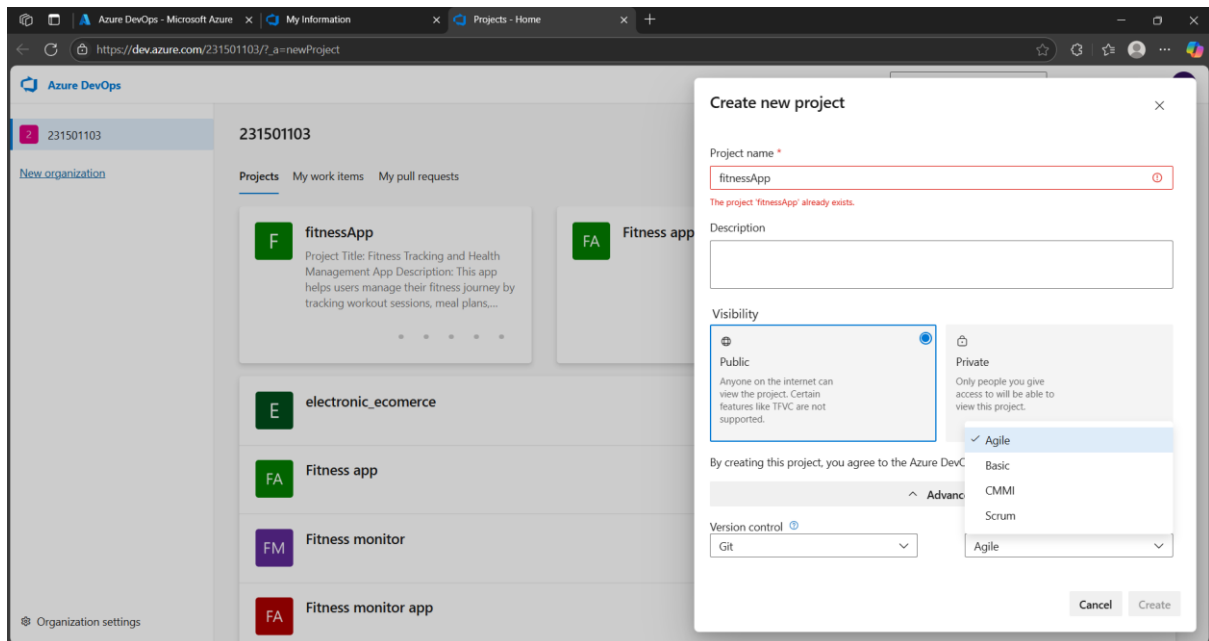 Azure DevOps - Microsoft Azure
My Information
Projects - Home
https://dev.azure.com/231501103/?_a=newProject
Azure DevOps
2 231501103
New organization
231501103
Projects My work items My pull requests
F
fitnessApp
Project Title: Fitness Tracking and Health
Management App Description: This app
helps users manage their fitness journey by
tracking workout sessions, meal plans,...
FA
Fitness app
E
electronic_ecomerce
FA
Fitness app
FM
Fitness monitor
FA
Fitness monitor app
Organization settings
Create new project
Project name *
fitnessApp
The project 'fitnessApp' already exists.
Description
Visibility
Public
Anyone on the internet can
view the project. Certain
features like TFVC are not
supported.
Private
Only people you give
access to will be able to
view this project.
By creating this project, you agree to the Azure DevO
Advanc
Agile
Basic
CMMI
Scrum
Version control
Git
Agile
Cancel
Create